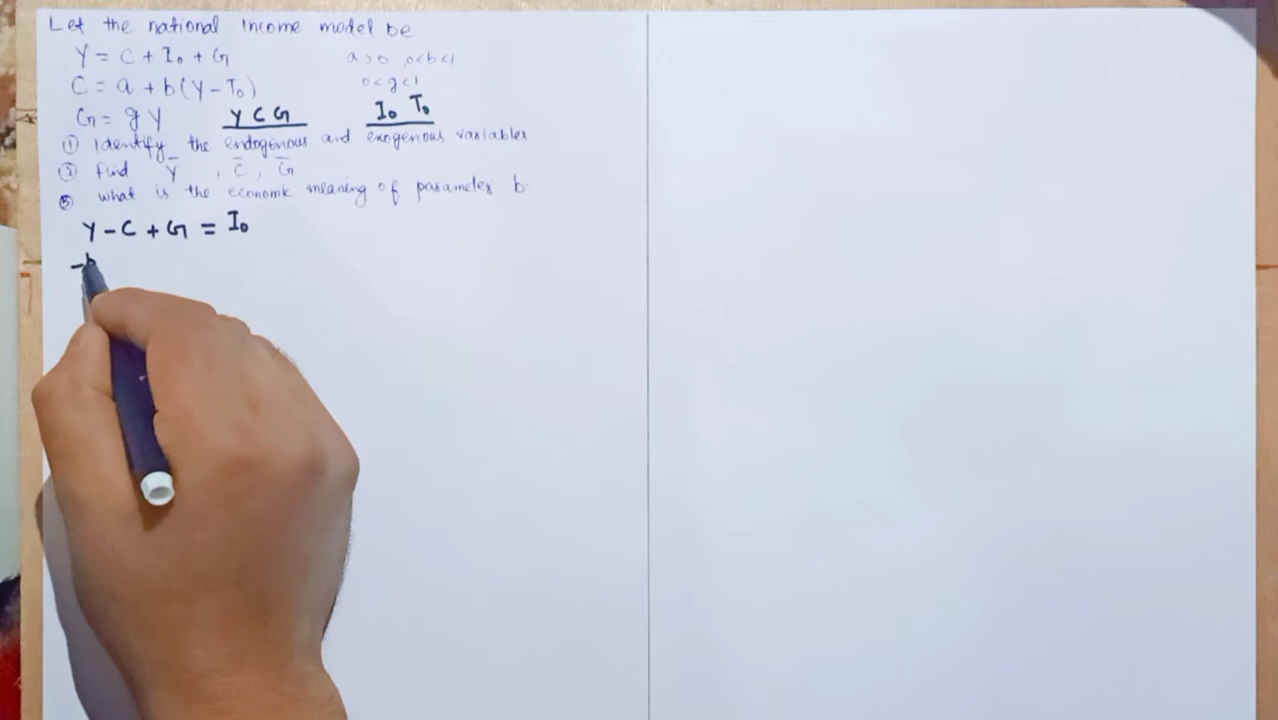 Let the national Income model be
Y = C + I₀ + G a>0, 0<b<1
C = a + b(Y-T₀) 0<g<1
G = gY Y C G I₀ T₀
① Identify the endogenous and exogenous variables
② Find Ȳ, C̄, Ḡ
③ what is the economic meaning of parameter b
Y - C + G = I₀
-b